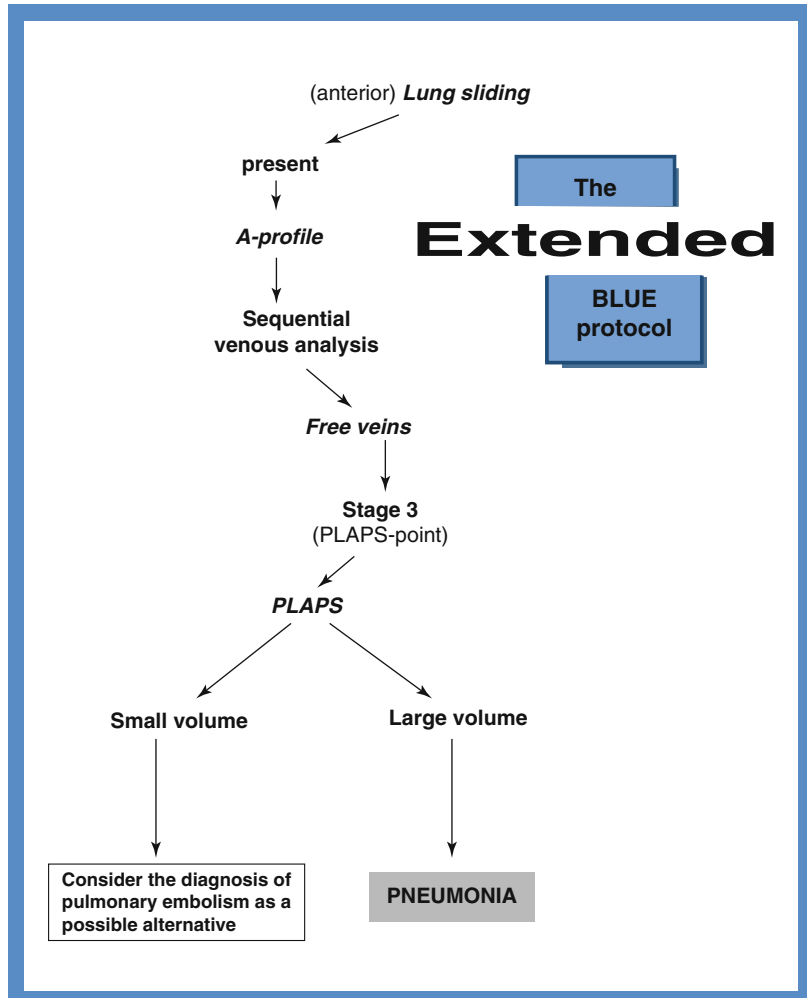 (anterior) Lung sliding
present
The
A-profile
Extended
BLUE
protocol
Sequential
venous analysis
Free veins
Stage 3
(PLAPS-point)
PLAPS
Small volume
Large volume
Consider the diagnosis of
pulmonary embolism as a
possible alternative
PNEUMONIA